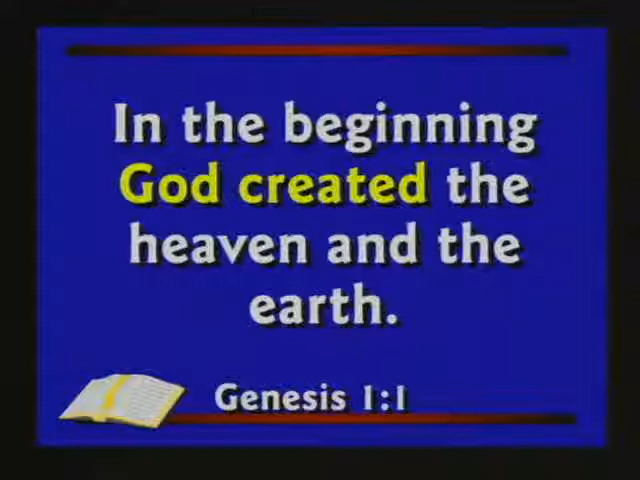 In the beginning
God created the
heaven and the
earth.
Genesis 1:1